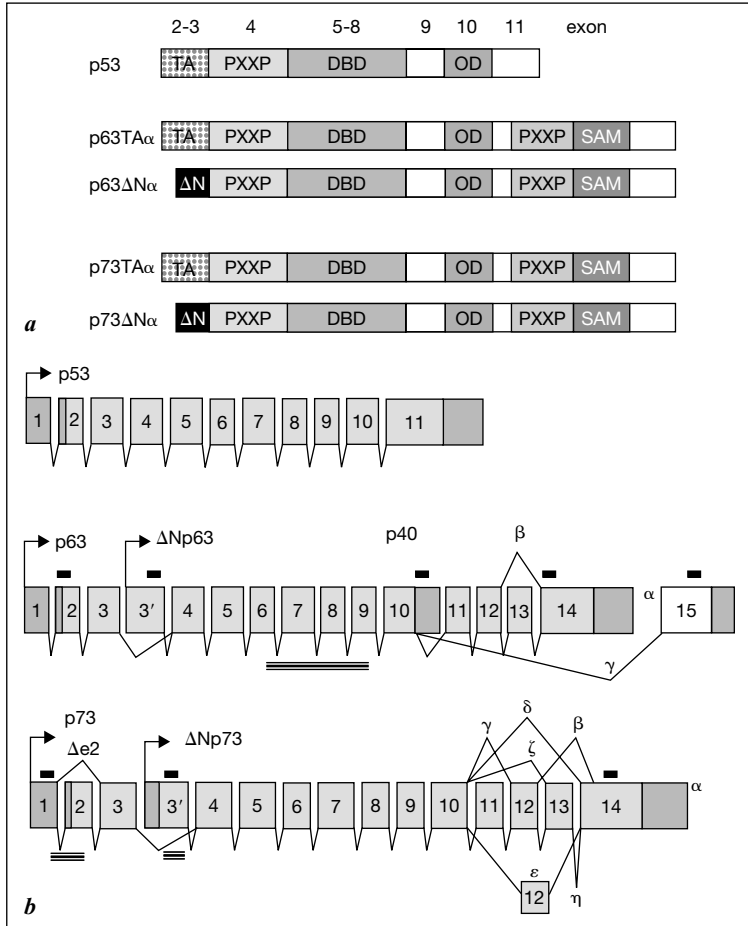 2-3 4 5-8 9 10 11 exon
p53 TA PXXP DBD OD
p63TAα TA PXXP DBD OD PXXP SAM
p63ΔNα ΔN PXXP DBD OD PXXP SAM
p73TAα TA PXXP DBD OD PXXP SAM
a p73ΔNα ΔN PXXP DBD OD PXXP SAM
p53
1 2 3 4 5 6 7 8 9 10 11
p63 ΔNp63 p40 β
1 2 3 3′ 4 5 6 7 8 9 10 11 12 13 14 α 15
γ
p73 ΔNp73 δ
Δe2 γ ζ β
α
1 2 3 3′ 4 5 6 7 8 9 10 11 12 13 14
ε
12 η
b